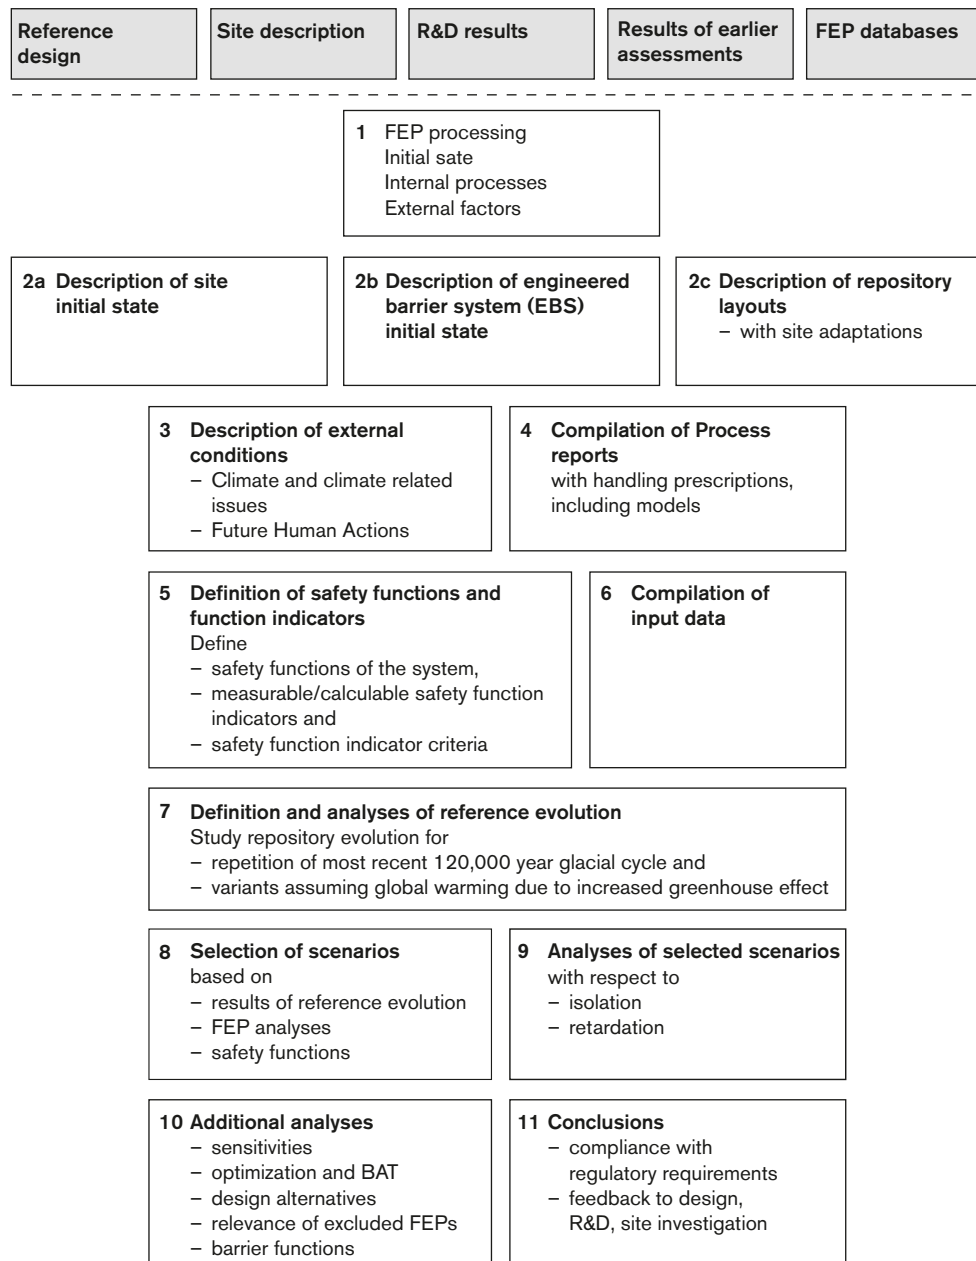 Reference
design
Site description
R&D results
Results of earlier
assessments
FEP databases
1 FEP processing
Initial sate
Internal processes
External factors
2a Description of site
initial state
2b Description of engineered
barrier system (EBS)
initial state
2c Description of repository
layouts
– with site adaptations
3 Description of external
conditions
– Climate and climate related
issues
– Future Human Actions
4 Compilation of Process
reports
with handling prescriptions,
including models
5 Definition of safety functions and
function indicators
Define
– safety functions of the system,
– measurable/calculable safety function
indicators and
– safety function indicator criteria
6 Compilation of
input data
7 Definition and analyses of reference evolution
Study repository evolution for
– repetition of most recent 120,000 year glacial cycle and
– variants assuming global warming due to increased greenhouse effect
8 Selection of scenarios
based on
– results of reference evolution
– FEP analyses
– safety functions
9 Analyses of selected scenarios
with respect to
– isolation
– retardation
10 Additional analyses
– sensitivities
– optimization and BAT
– design alternatives
– relevance of excluded FEPs
– barrier functions
11 Conclusions
– compliance with
regulatory requirements
– feedback to design,
R&D, site investigation